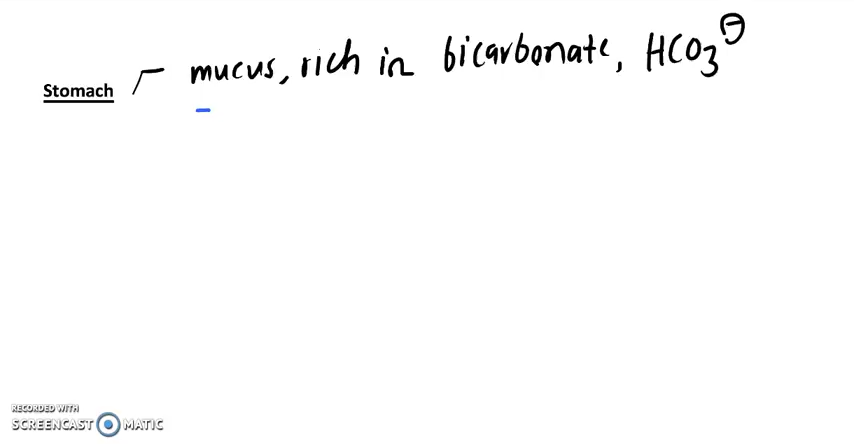 mucus, rich in bicarbonate, HCO3⊖
Stomach
RECORDED WITH
SCREENCAST MATIC